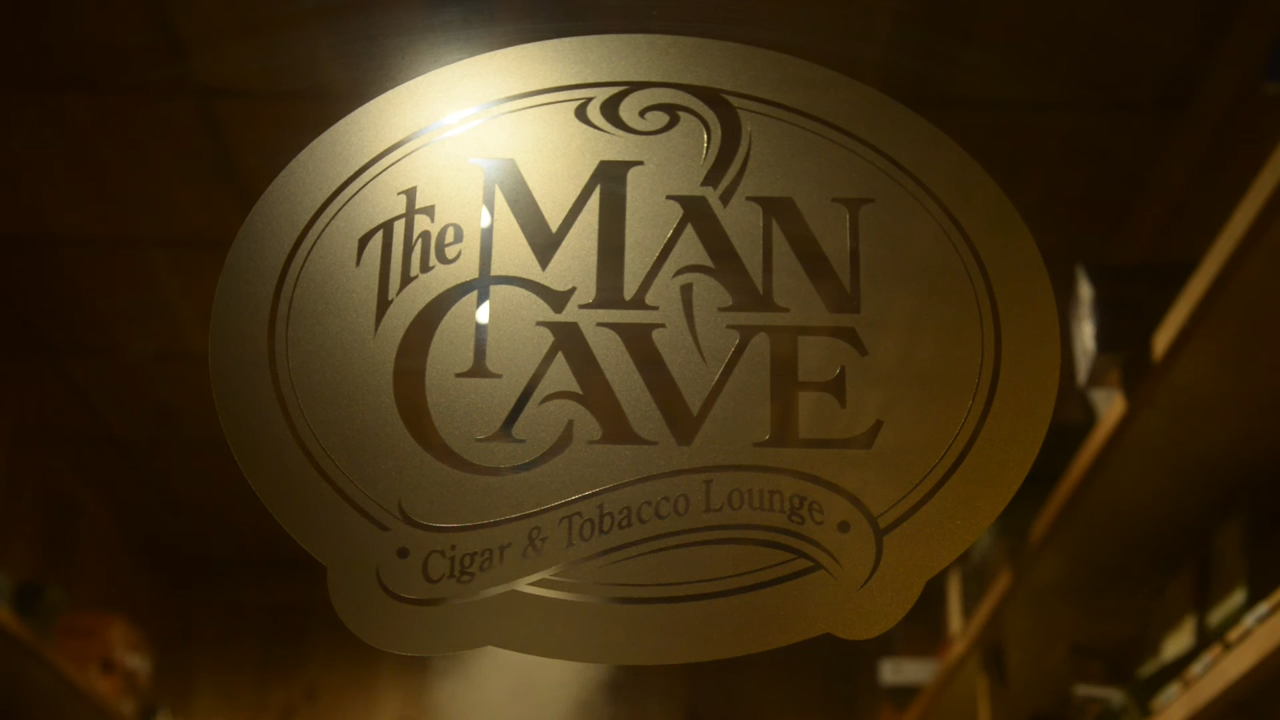 The Man
Cave
• Cigar & Tobacco Lounge •